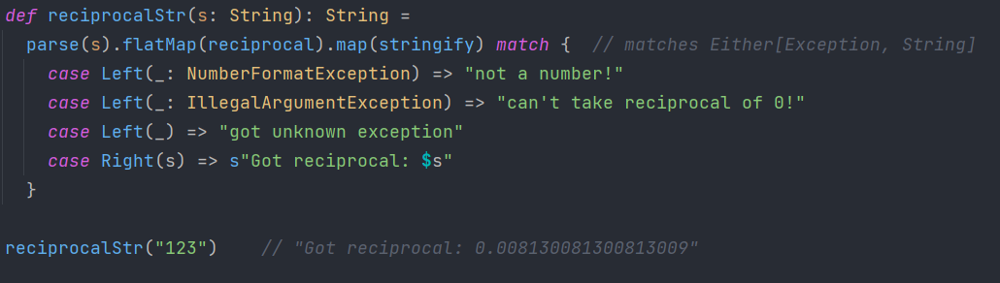 def reciprocalStr(s: String): String =
  parse(s).flatMap(reciprocal).map(stringify) match {  // matches Either[Exception, String]
    case Left(_: NumberFormatException) => "not a number!"
    case Left(_: IllegalArgumentException) => "can't take reciprocal of 0!"
    case Left(_) => "got unknown exception"
    case Right(s) => s"Got reciprocal: $s"
  }
reciprocalStr("123")    // "Got reciprocal: 0.008130081300813009"